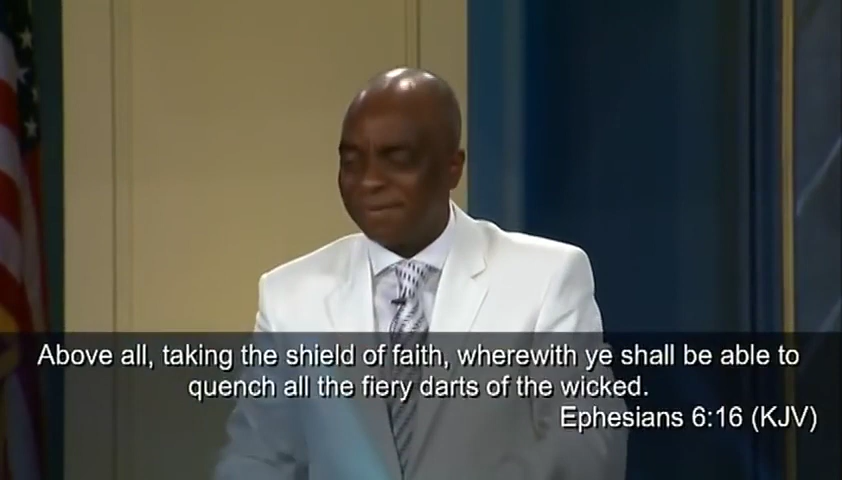 Above all, taking the shield of faith, wherewith ye shall be able to
quench all the fiery darts of the wicked.
Ephesians 6:16 (KJV)